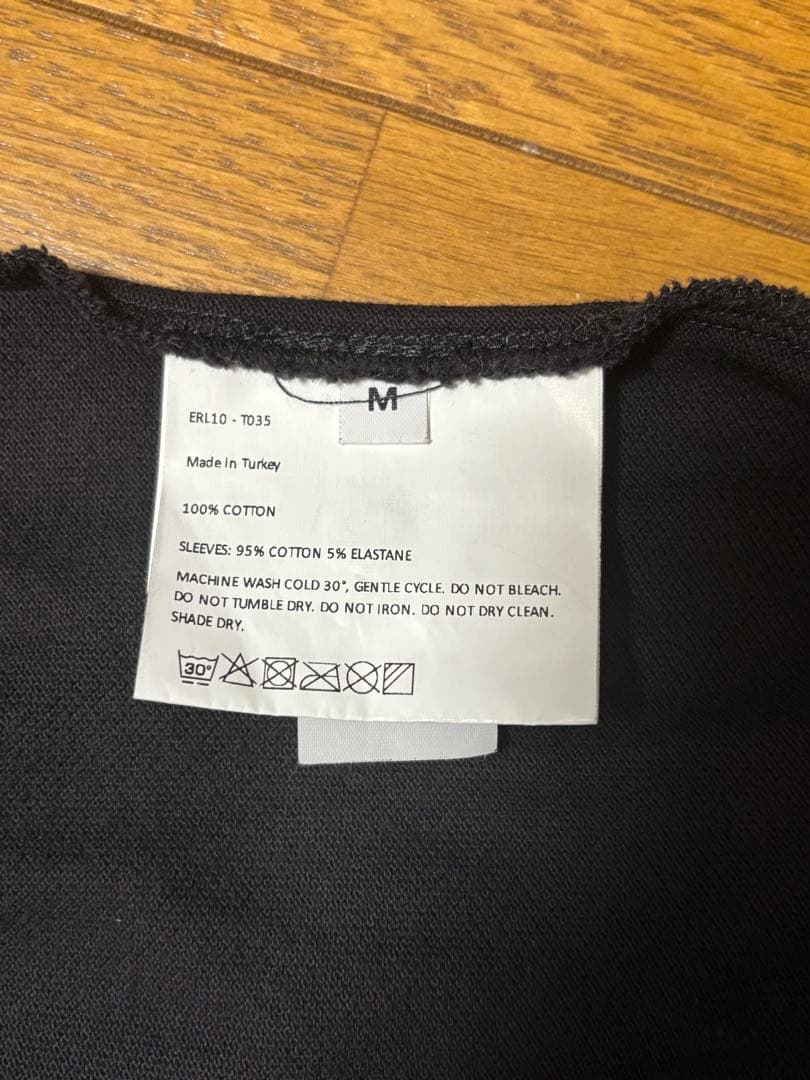 M
ERL10 - T035
Made in Turkey
100% COTTON
SLEEVES: 95% COTTON 5% ELASTANE
MACHINE WASH COLD 30°, GENTLE CYCLE. DO NOT BLEACH.
DO NOT TUMBLE DRY. DO NOT IRON. DO NOT DRY CLEAN.
SHADE DRY.
30°